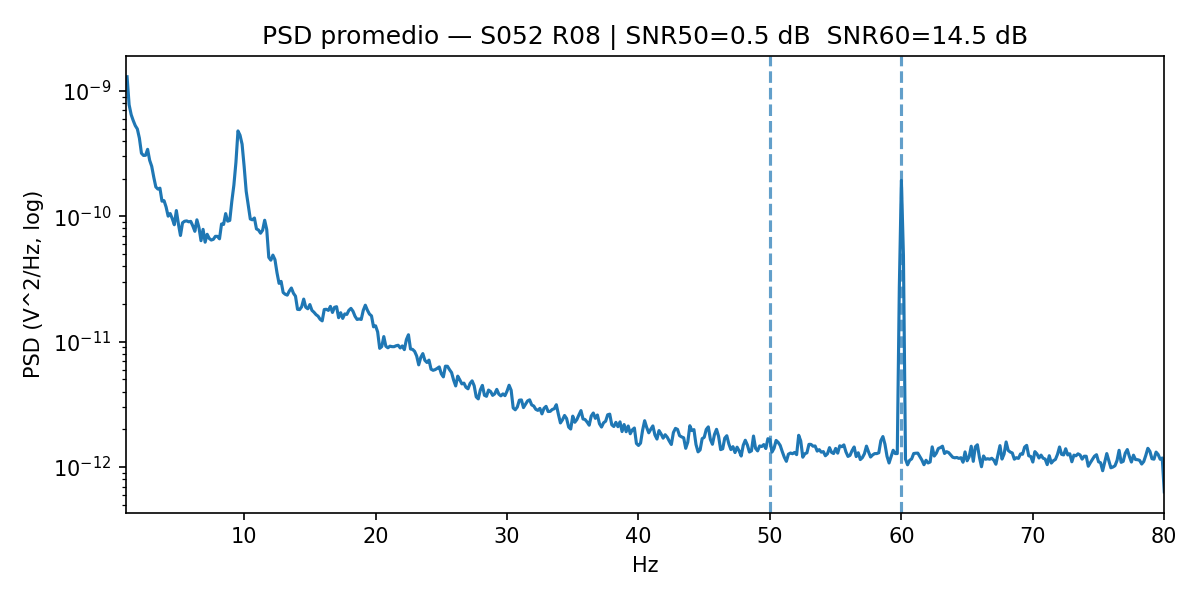 PSD promedio — S052 R08 | SNR50=0.5 dB  SNR60=14.5 dB
PSD (V^2/Hz, log)
10⁻⁹
10⁻¹⁰
10⁻¹¹
10⁻¹²
10 20 30 40 50 60 70 80
Hz